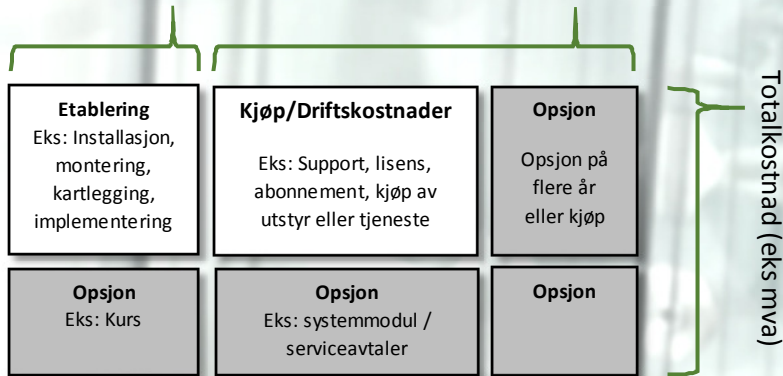 Etablering
Eks: Installasjon,
montering,
kartlegging,
implementering
Kjøp/Driftskostnader
Eks: Support, lisens,
abonnement, kjøp av
utstyr eller tjeneste
Opsjon
Opsjon på
flere år
eller kjøp
Opsjon
Eks: Kurs
Opsjon
Eks: systemmodul /
serviceavtaler
Opsjon
Totalkostnad (eks mva)